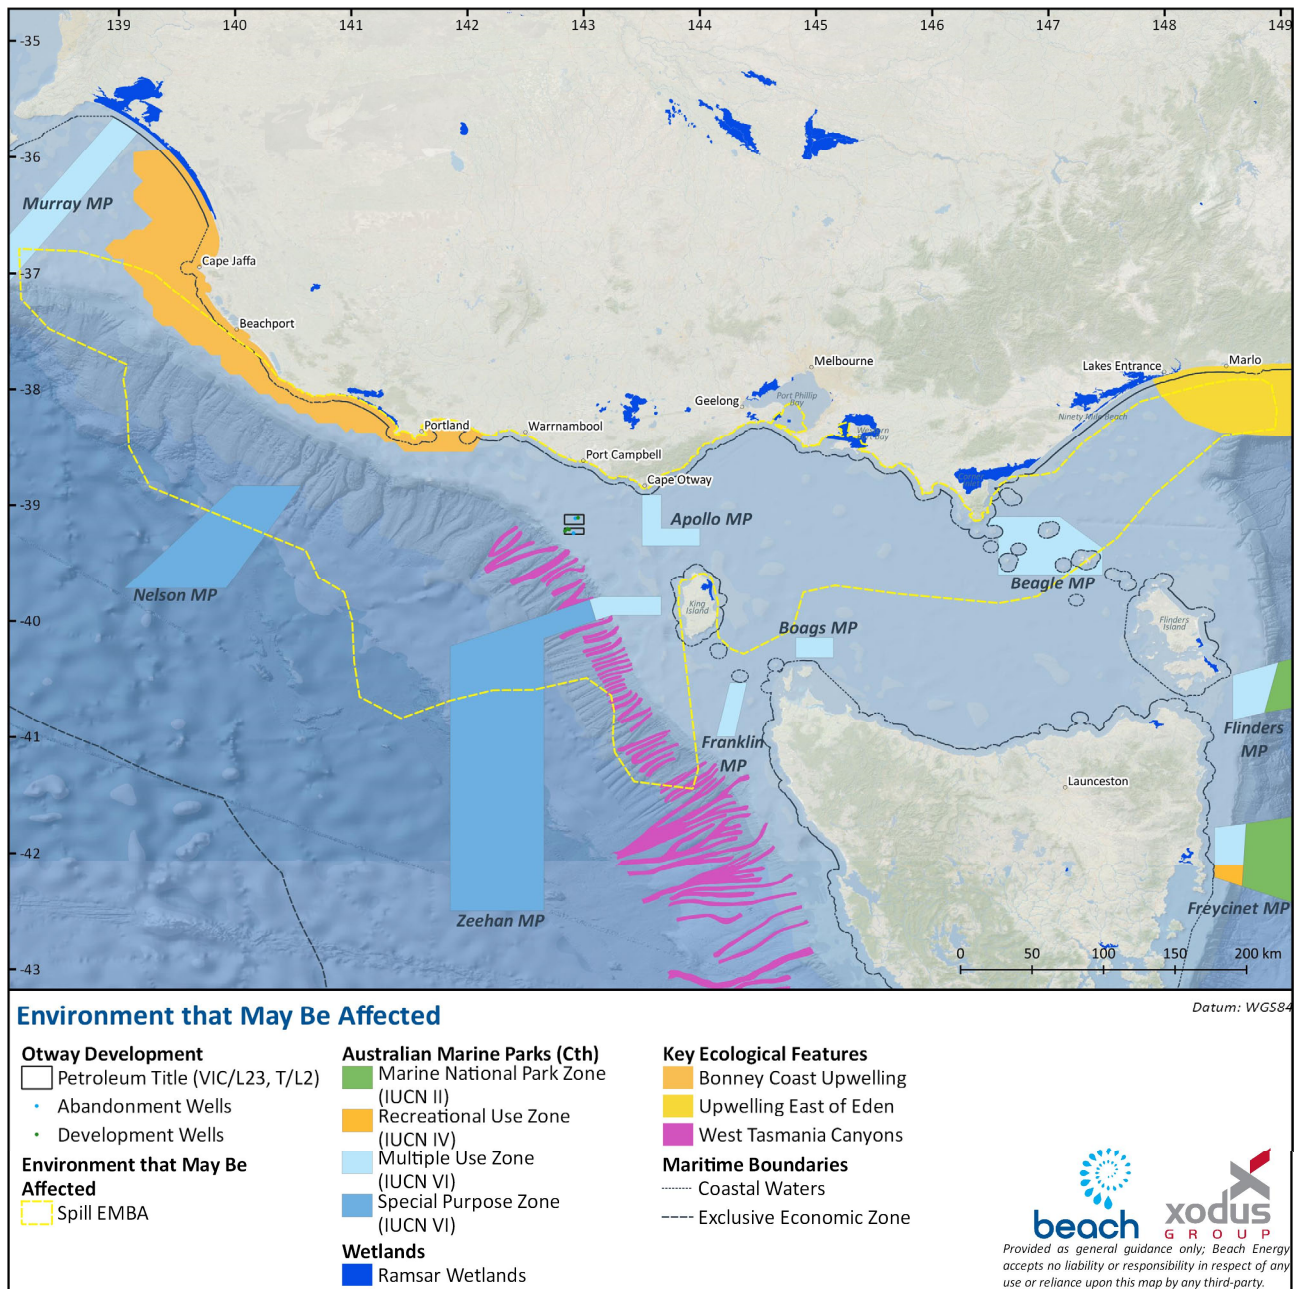 139 140 141 142 143 144 145 146 147 148 149
-35
-36
Murray MP
Cape Jaffa
-37
Beachport
Melbourne
Lakes Entrance
Marlo
-38
Geelong
Port Phillip
Bay
Ninety Mile Beach
Portland
Warrnambool
Port Campbell
Cape Otway
-39
Apollo MP
Nelson MP
Beagle MP
King
Island
-40
Boags MP
Flinders
Island
-41
Franklin
MP
Flinders
MP
Launceston
-42
Zeehan MP
Freycinet MP
-43
0 50 100 150 200 km
Environment that May Be Affected
Datum: WGS84
Otway Development
Petroleum Title (VIC/L23, T/L2)
Abandonment Wells
Development Wells
Environment that May Be
Affected
Spill EMBA
Australian Marine Parks (Cth)
Marine National Park Zone
(IUCN II)
Recreational Use Zone
(IUCN IV)
Multiple Use Zone
(IUCN VI)
Special Purpose Zone
(IUCN VI)
Wetlands
Ramsar Wetlands
Key Ecological Features
Bonney Coast Upwelling
Upwelling East of Eden
West Tasmania Canyons
Maritime Boundaries
Coastal Waters
Exclusive Economic Zone
beach
xodus
GROUP
Provided as general guidance only; Beach Energy
accepts no liability or responsibility in respect of any
use or reliance upon this map by any third-party.